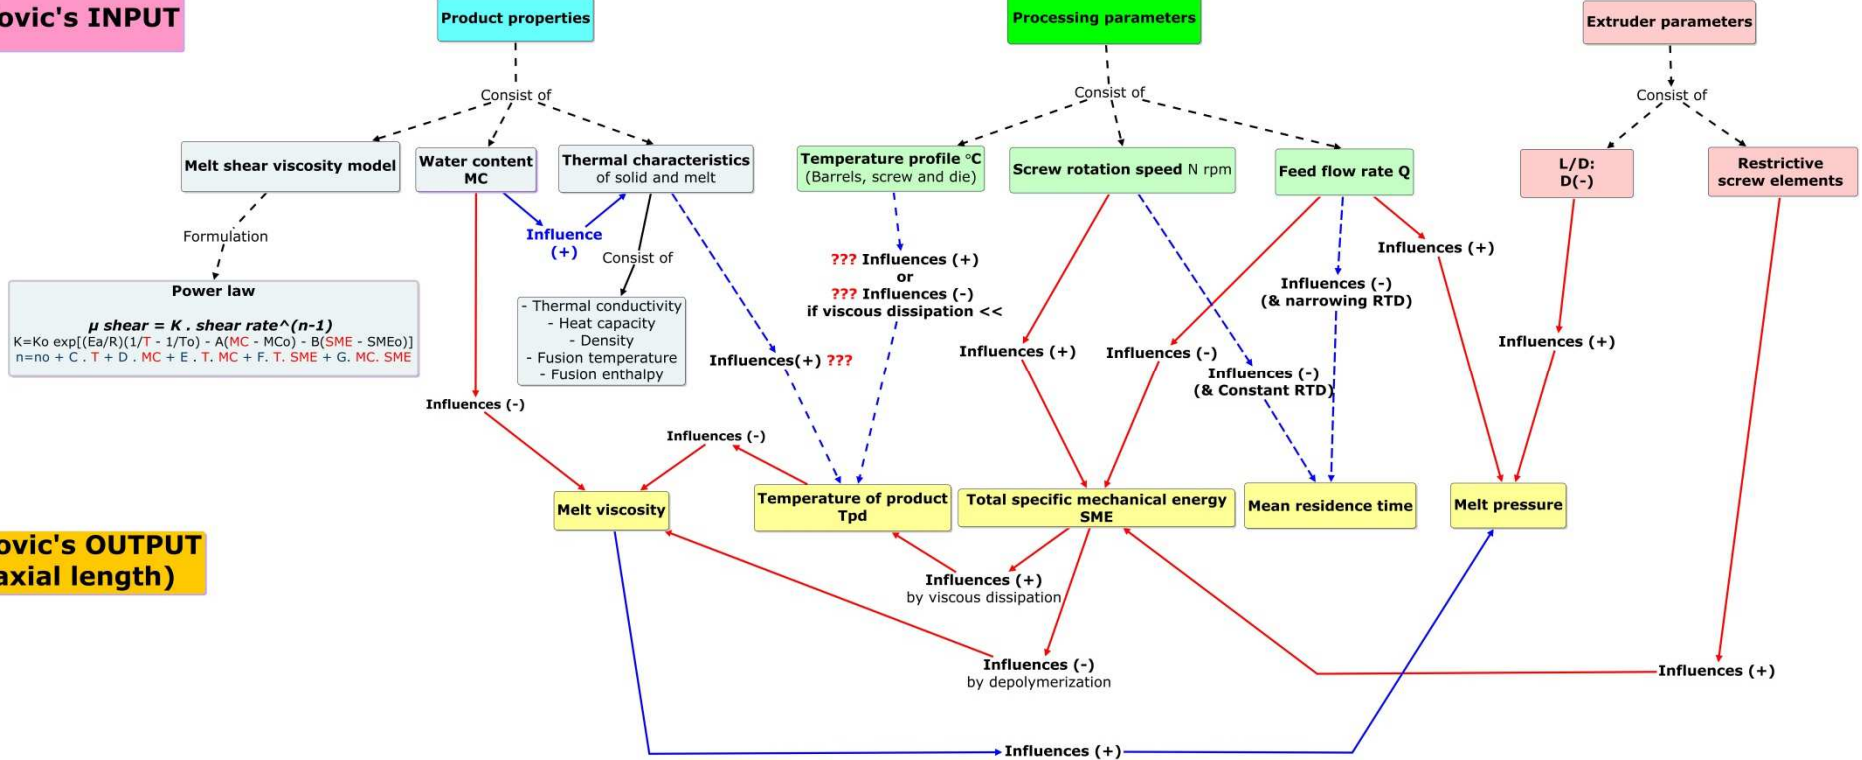 ovic's INPUT
Product properties
Processing parameters
Extruder parameters
Consist of
Consist of
Consist of
Melt shear viscosity model
Water content
MC
Thermal characteristics
of solid and melt
Temperature profile °C
(Barrels, screw and die)
Screw rotation speed N rpm
Feed flow rate Q
L/D:
D(-)
Restrictive
screw elements
Formulation
Influence
(+)
Consist of
??? Influences (+)
or
??? Influences (-)
if viscous dissipation <<
Influences (-)
(& narrowing RTD)
Influences (+)
Power law
μ shear = K . shear rate^(n-1)
K=Ko exp[(Ea/R)(1/T - 1/To) - A(MC - MCo) - B(SME - SMEo)]
n=no + C . T + D . MC + E . T. MC + F. T. SME + G. MC. SME
- Thermal conductivity
- Heat capacity
- Density
- Fusion temperature
- Fusion enthalpy
Influences(+) ???
Influences (+)
Influences (-)
Influences (-)
(& Constant RTD)
Influences (+)
Influences (-)
Influences (-)
Melt viscosity
Temperature of product
Tpd
Total specific mechanical energy
SME
Mean residence time
Melt pressure
ovic's OUTPUT
axial length)
Influences (+)
by viscous dissipation
Influences (-)
by depolymerization
Influences (+)
Influences (+)